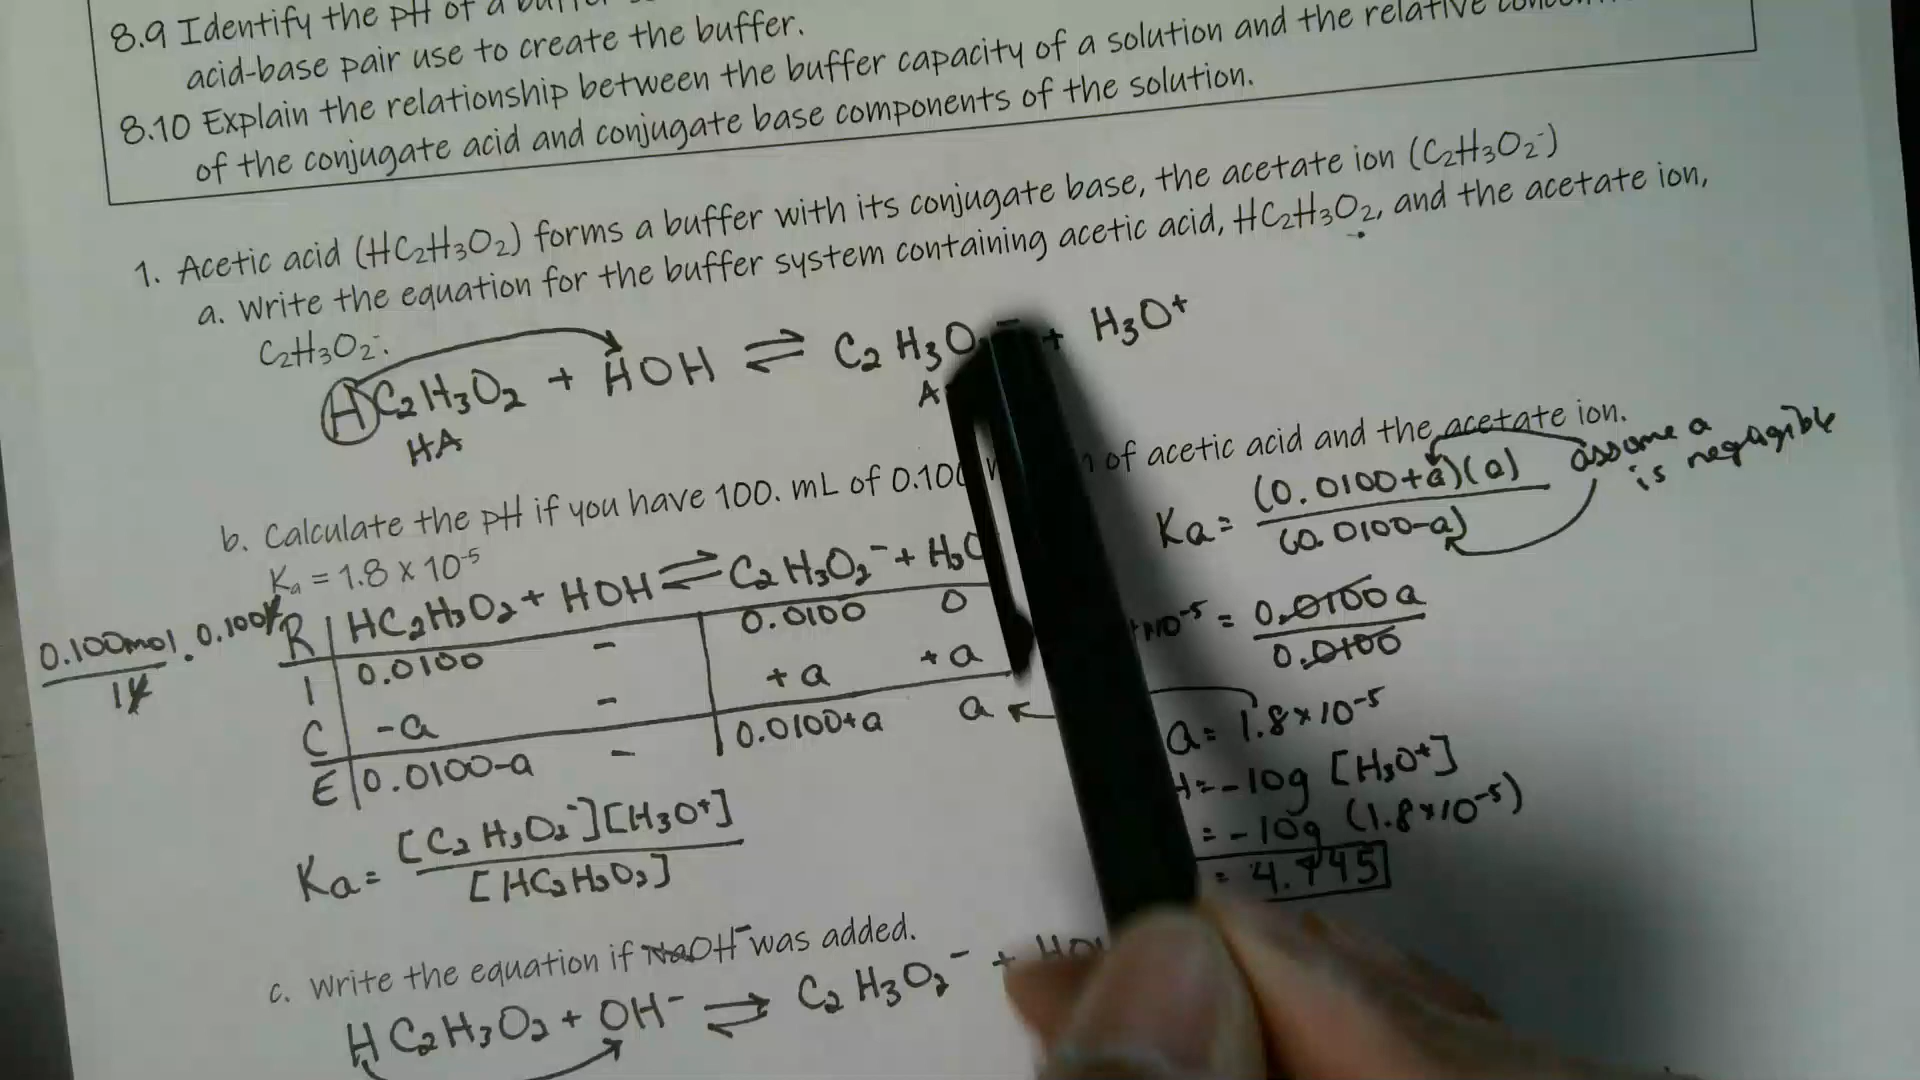 8.9 Identify the pH of a
acid-base pair use to create the buffer.
8.10 Explain the relationship between the buffer capacity of a solution and the relative
of the conjugate acid and conjugate base components of the solution.
1. Acetic acid (HC₂H₃O₂) forms a buffer with its conjugate base, the acetate ion (C₂H₃O₂⁻)
a. Write the equation for the buffer system containing acetic acid, HC₂H₃O₂, and the acetate ion,
C₂H₃O₂⁻.
HC₂H₃O₂ + HOH ⇌ C₂H₃O⁻ + H₃O⁺
HA A
b. Calculate the pH if you have 100. mL of 0.100 of acetic acid and the acetate ion.
Kₐ = 1.8 x 10⁻⁵
0.100mol . 0.100L
1L
R HC₂H₃O₂ + HOH ⇌ C₂H₃O₂⁻ + H₃O
I 0.0100 - 0.0100 0
C -a - +a +a
E 0.0100-a - 0.0100+a a
Ka= [C₂H₃O₂⁻][H₃O⁺]
[HC₂H₃O₂]
Ka= (0.0100+a)(a)
(0.0100-a)
assume a
is negagible
10⁻⁵ = 0.0100a
0.0100
a= 1.8x10⁻⁵
=-log [H₃O⁺]
=-log (1.8x10⁻⁵)
= 4.745
c. Write the equation if NaOH⁻ was added.
HC₂H₃O₂ + OH⁻ ⇌ C₂H₃O₂⁻ + HOH